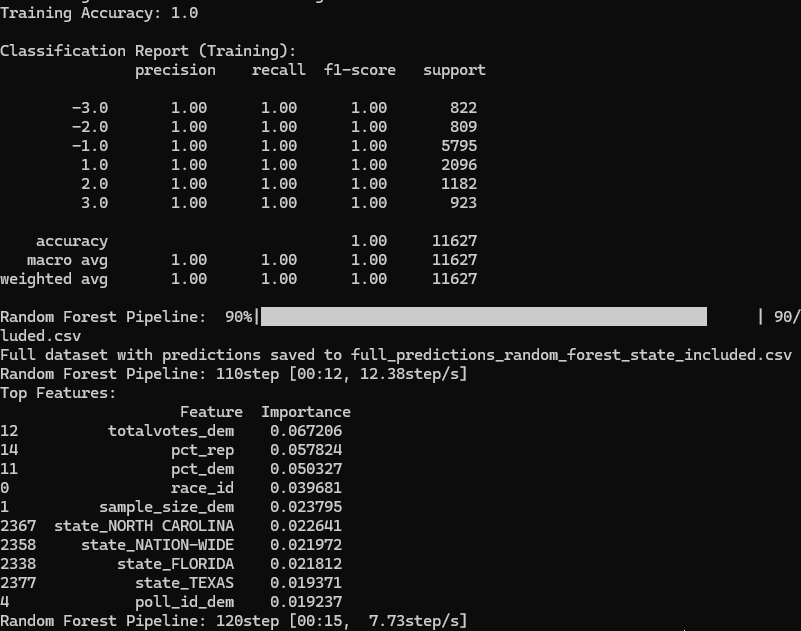 Training Accuracy: 1.0
Classification Report (Training):
precision recall f1-score support
-3.0 1.00 1.00 1.00 822
-2.0 1.00 1.00 1.00 809
-1.0 1.00 1.00 1.00 5795
1.0 1.00 1.00 1.00 2096
2.0 1.00 1.00 1.00 1182
3.0 1.00 1.00 1.00 923
accuracy 1.00 11627
macro avg 1.00 1.00 1.00 11627
weighted avg 1.00 1.00 1.00 11627
Random Forest Pipeline: 90%| | 90/
luded.csv
Full dataset with predictions saved to full_predictions_random_forest_state_included.csv
Random Forest Pipeline: 110step [00:12, 12.38step/s]
Top Features:
Feature Importance
12 totalvotes_dem 0.067206
14 pct_rep 0.057824
11 pct_dem 0.050327
0 race_id 0.039681
1 sample_size_dem 0.023795
2367 state_NORTH CAROLINA 0.022641
2358 state_NATION-WIDE 0.021972
2338 state_FLORIDA 0.021812
2377 state_TEXAS 0.019371
4 poll_id_dem 0.019237
Random Forest Pipeline: 120step [00:15, 7.73step/s]